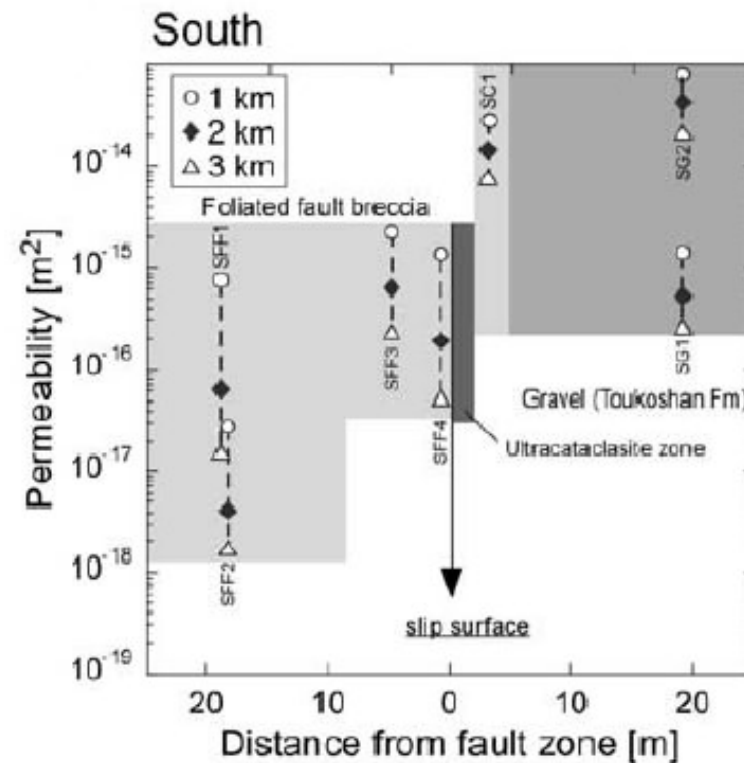 South
1 km
2 km
3 km
Foliated fault breccia
SFF1
SFF2
SFF3
SFF4
SC1
SG2
SG1
Gravel (Toukoshan Fm)
Ultracataclasite zone
slip surface
Permeability [m²]
10⁻¹⁴
10⁻¹⁵
10⁻¹⁶
10⁻¹⁷
10⁻¹⁸
10⁻¹⁹
20 10 0 10 20
Distance from fault zone [m]